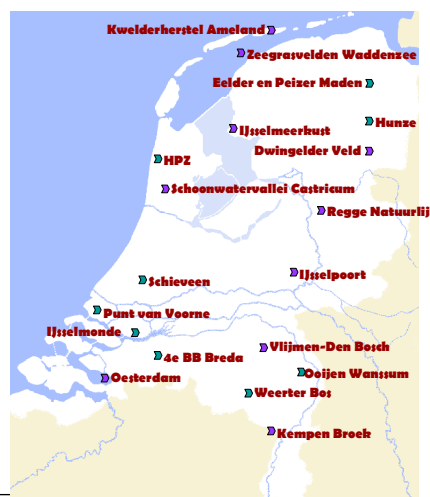 Kwelderherstel Ameland
Zeegrasvelden Waddenzee
Eelder en Peizer Maden
Hunze
IJsselmeerkust
Dwingelder Veld
HPZ
Schoonwatervallei Castricum
Regge Natuurlij
IJsselpoort
Schieveen
Punt van Voorne
IJsselmonde
Vlijmen-Den Bosch
4e BB Breda
Ooijen Wanssum
Oesterdam
Weerter Bos
Kempen Broek